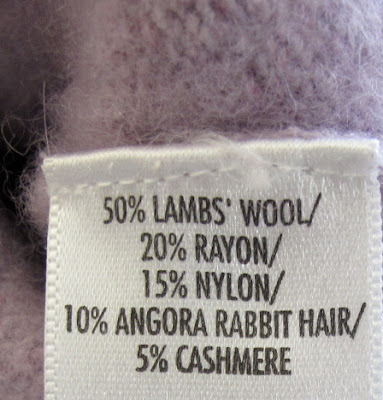 50% LAMBS' WOOL/
20% RAYON/
15% NYLON/
10% ANGORA RABBIT HAIR/
5% CASHMERE